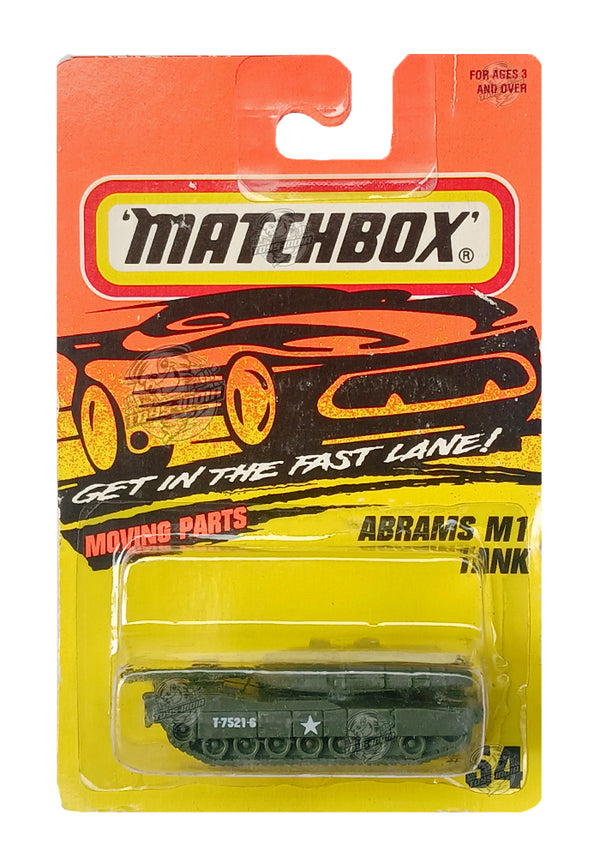 FOR AGES 3
AND OVER
'MATCHBOX'®
GET IN THE FAST LANE!
MOVING PARTS
ABRAMS M1
TANK
T-7521-6
54